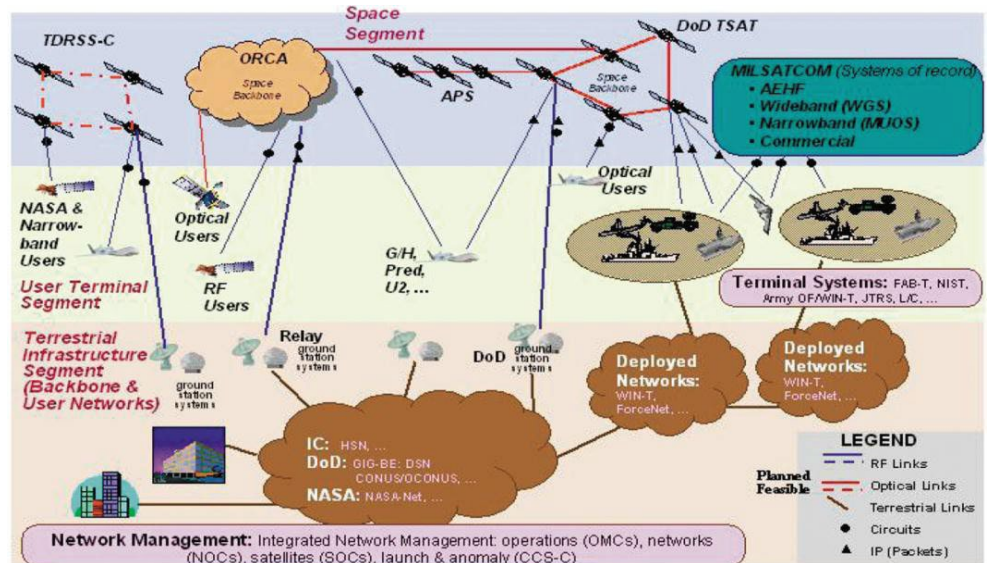 Space
Segment
TDRSS-C
ORCA
Space
Backbone
APS
Space
Backbone
DoD TSAT
MILSATCOM (Systems of record)
• AEHF
• Wideband (WGS)
• Narrowband (MUOS)
• Commercial
NASA &
Narrow-
band
Users
Optical
Users
RF
Users
G/H,
Pred,
U2, ...
Optical
Users
User Terminal
Segment
Terminal Systems: FAB-T, NIST,
Army OF/WIN-T, JTRS, L/C, ...
Terrestrial
Infrastructure
Segment
(Backbone &
User Networks)
ground
station
systems
Relay
ground
station
systems
DoD
ground
station
systems
Deployed
Networks:
WIN-T,
ForceNet, ...
Deployed
Networks:
WIN-T,
ForceNet, ...
IC: HSN, ...
DoD: GIG-BE: DSN
CONUS/OCONUS, ...
NASA: NASA-Net, ...
LEGEND
Planned
Feasible
RF Links
Optical Links
Terrestrial Links
Circuits
IP (Packets)
Network Management: Integrated Network Management: operations (OMCs), networks
(NOCs), satellites (SOCs), launch & anomaly (CCS-C)